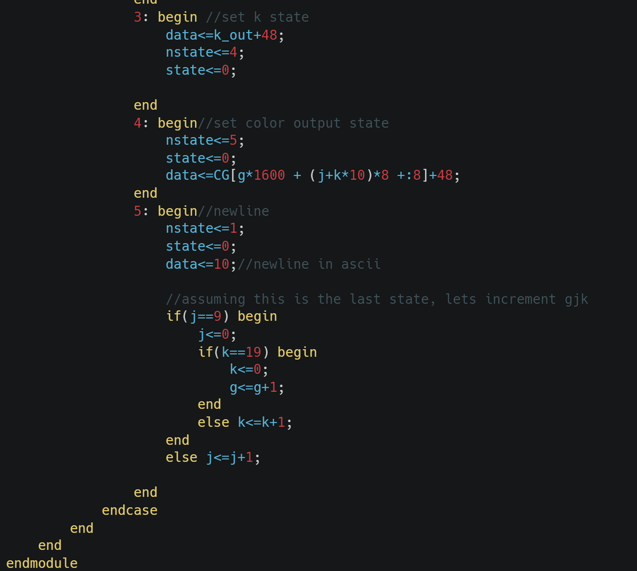 end
3: begin //set k state
data<=k_out+48;
nstate<=4;
state<=0;
end
4: begin//set color output state
nstate<=5;
state<=0;
data<=CG[g*1600 + (j+k*10)*8 +:8]+48;
end
5: begin//newline
nstate<=1;
state<=0;
data<=10;//newline in ascii
//assuming this is the last state, lets increment gjk
if(j==9) begin
j<=0;
if(k==19) begin
k<=0;
g<=g+1;
end
else k<=k+1;
end
else j<=j+1;
end
endcase
end
end
endmodule